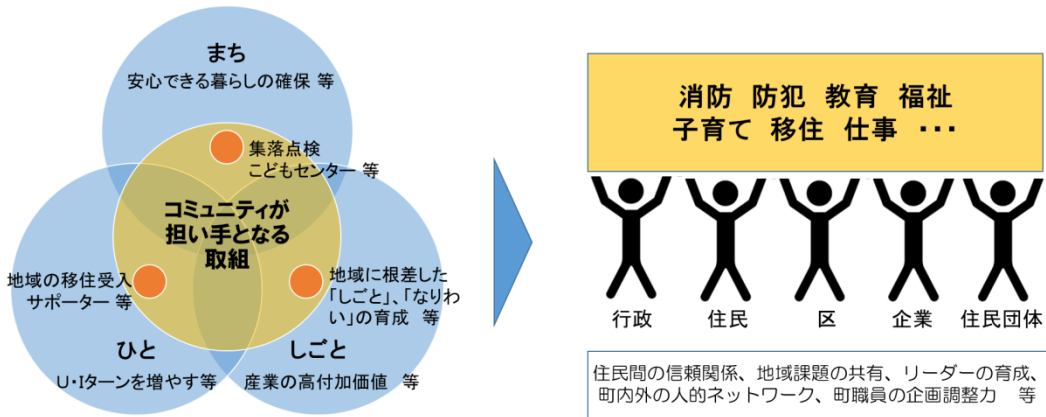 まち
安心できる暮らしの確保 等
集落点検
こどもセンター 等
コミュニティが
担い手となる
取組
地域の移住受入
サポーター 等
地域に根差した
「しごと」、「なりわ
い」の育成 等
ひと
U・Iターンを増やす等
しごと
産業の高付加価値 等
消防 防犯 教育 福祉
子育て 移住 仕事 ・・・
行政 住民 区 企業 住民団体
住民間の信頼関係、地域課題の共有、リーダーの育成、
町内外の人的ネットワーク、町職員の企画調整力 等